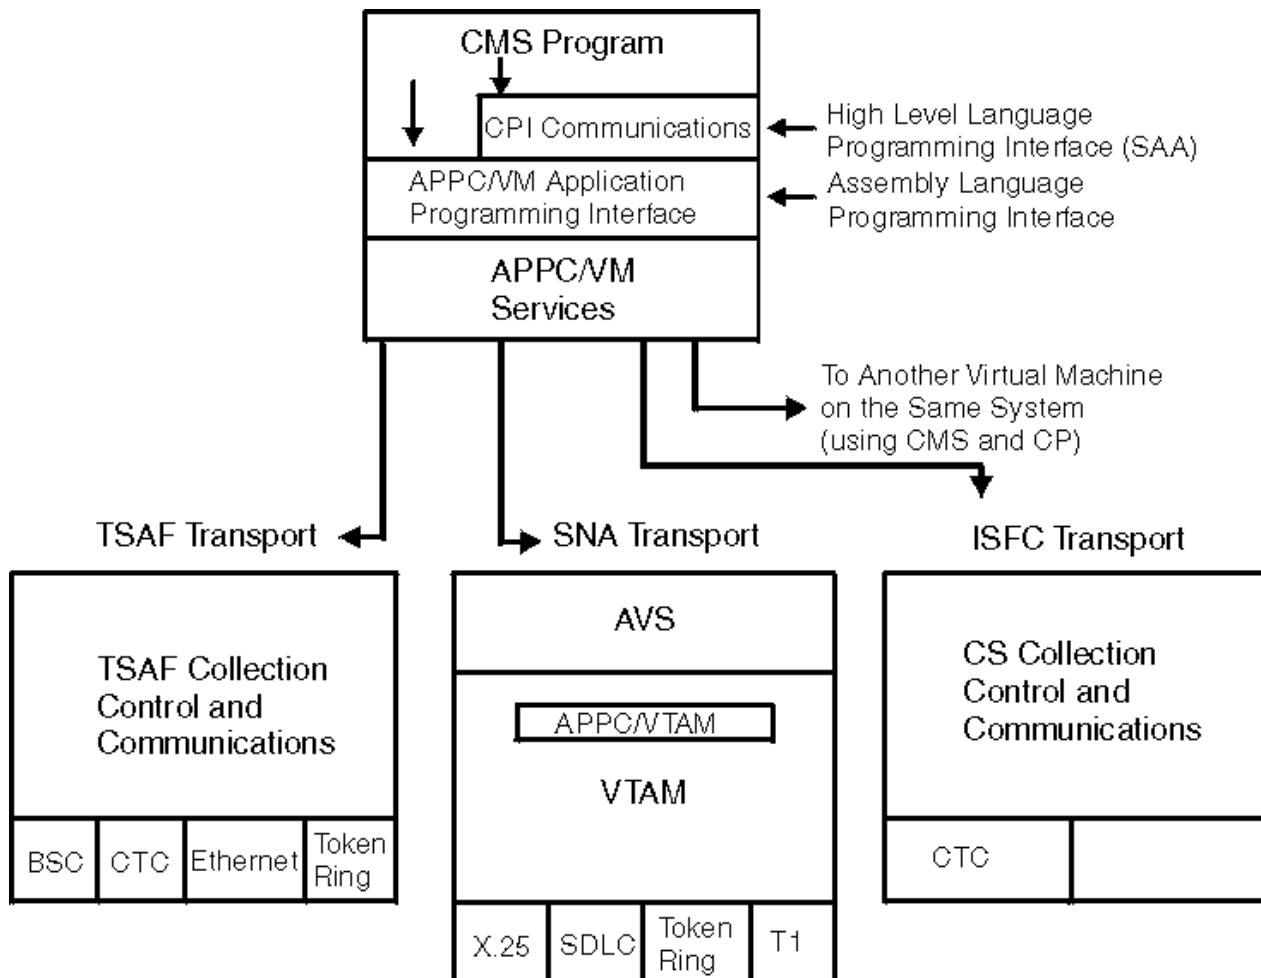 CMS Program
CPI Communications
High Level Language
Programming Interface (SAA)
APPC/VM Application
Programming Interface
Assembly Language
Programming Interface
APPC/VM
Services
To Another Virtual Machine
on the Same System
(using CMS and CP)
TSAF Transport
SNA Transport
ISFC Transport
TSAF Collection
Control and
Communications
BSC
CTC
Ethernet
Token
Ring
AVS
APPC/VTAM
VTAM
X.25
SDLC
Token
Ring
T1
CS Collection
Control and
Communications
CTC